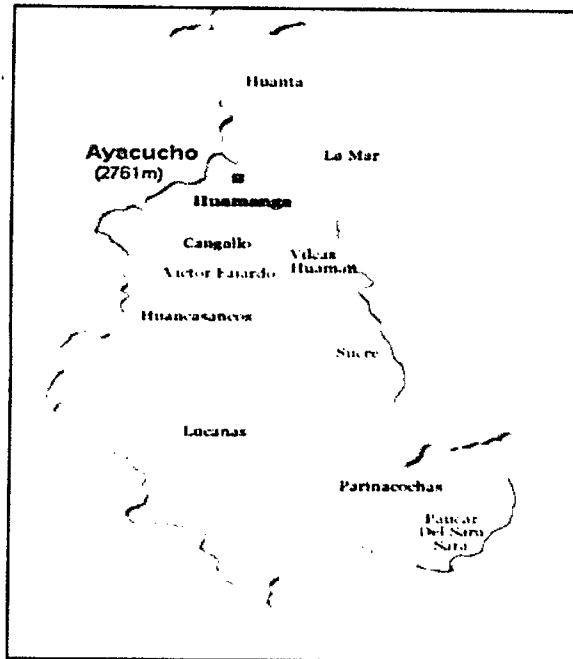 Huanta
Ayacucho
(2761m)
La Mar
Huamanga
Cangallo
Vilcas
Huaman
Victor Fajardo
Huancasancos
Sucre
Lucanas
Parinacochas
Paucar
Del Sara
Sara